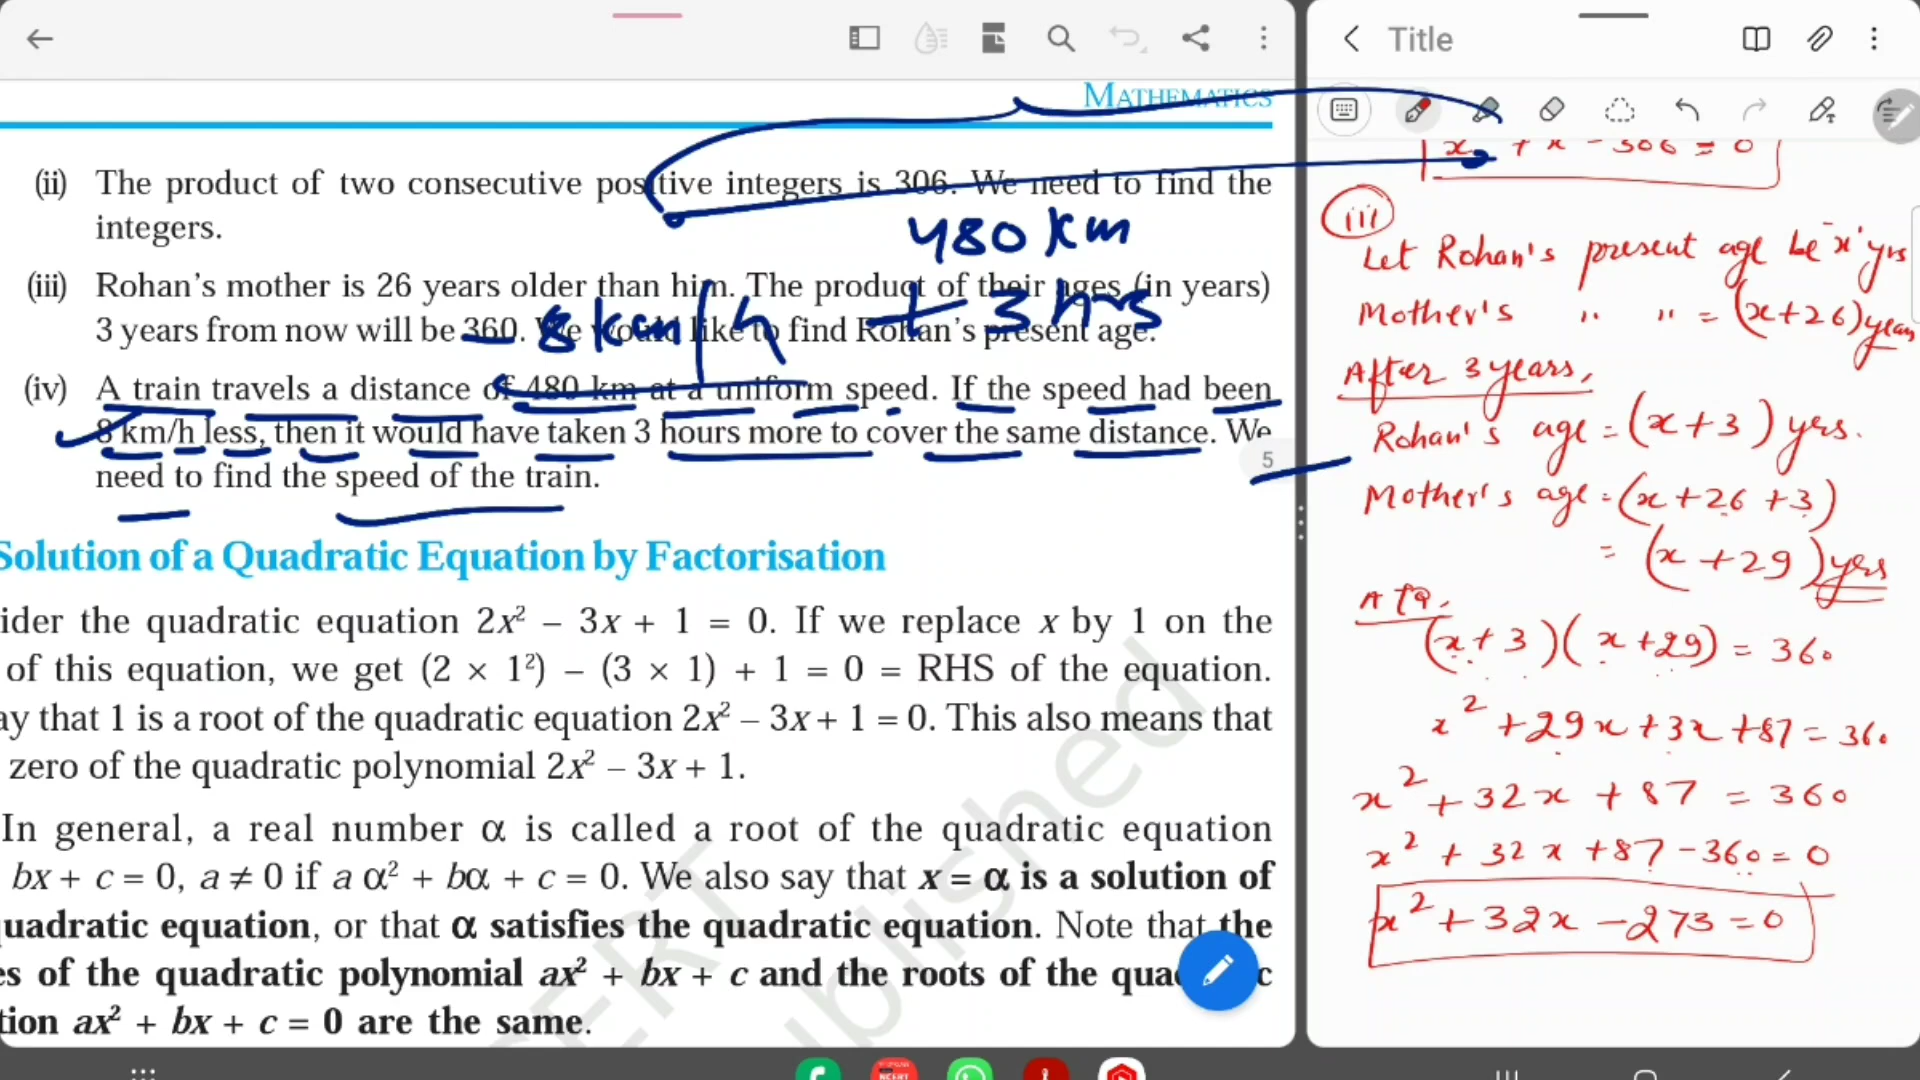 MATHEMATICS
(ii) The product of two consecutive positive integers is 306. We need to find the
integers.
480 km
(iii) Rohan's mother is 26 years older than him. The product of their ages (in years)
3 years from now will be 360. We would like to find Rohan's present age.
- 8 km/h + 3 hrs
(iv) A train travels a distance of 480 km at a uniform speed. If the speed had been
8 km/h less, then it would have taken 3 hours more to cover the same distance. We
need to find the speed of the train.
5
Solution of a Quadratic Equation by Factorisation
ider the quadratic equation 2x² – 3x + 1 = 0. If we replace x by 1 on the
of this equation, we get (2 × 1²) – (3 × 1) + 1 = 0 = RHS of the equation.
ay that 1 is a root of the quadratic equation 2x² – 3x + 1 = 0. This also means that
zero of the quadratic polynomial 2x² – 3x + 1.
In general, a real number α is called a root of the quadratic equation
bx + c = 0, a ≠ 0 if a α² + bα + c = 0. We also say that x = α is a solution of
uadratic equation, or that α satisfies the quadratic equation. Note that the
es of the quadratic polynomial ax² + bx + c and the roots of the qua c
tion ax² + bx + c = 0 are the same.
Title
x + x - 306 = 0
iii
Let Rohan's present age be 'x' yrs
Mother's " " = (x+26) years
After 3 years,
Rohan's age = (x+3) yrs.
Mother's age = (x+26+3)
= (x+29) yrs
ATQ,
(x+3)(x+29) = 360
x² + 29x + 3x + 87 = 360
x² + 32x + 87 = 360
x² + 32x + 87 - 360 = 0
x² + 32x - 273 = 0
NCERT